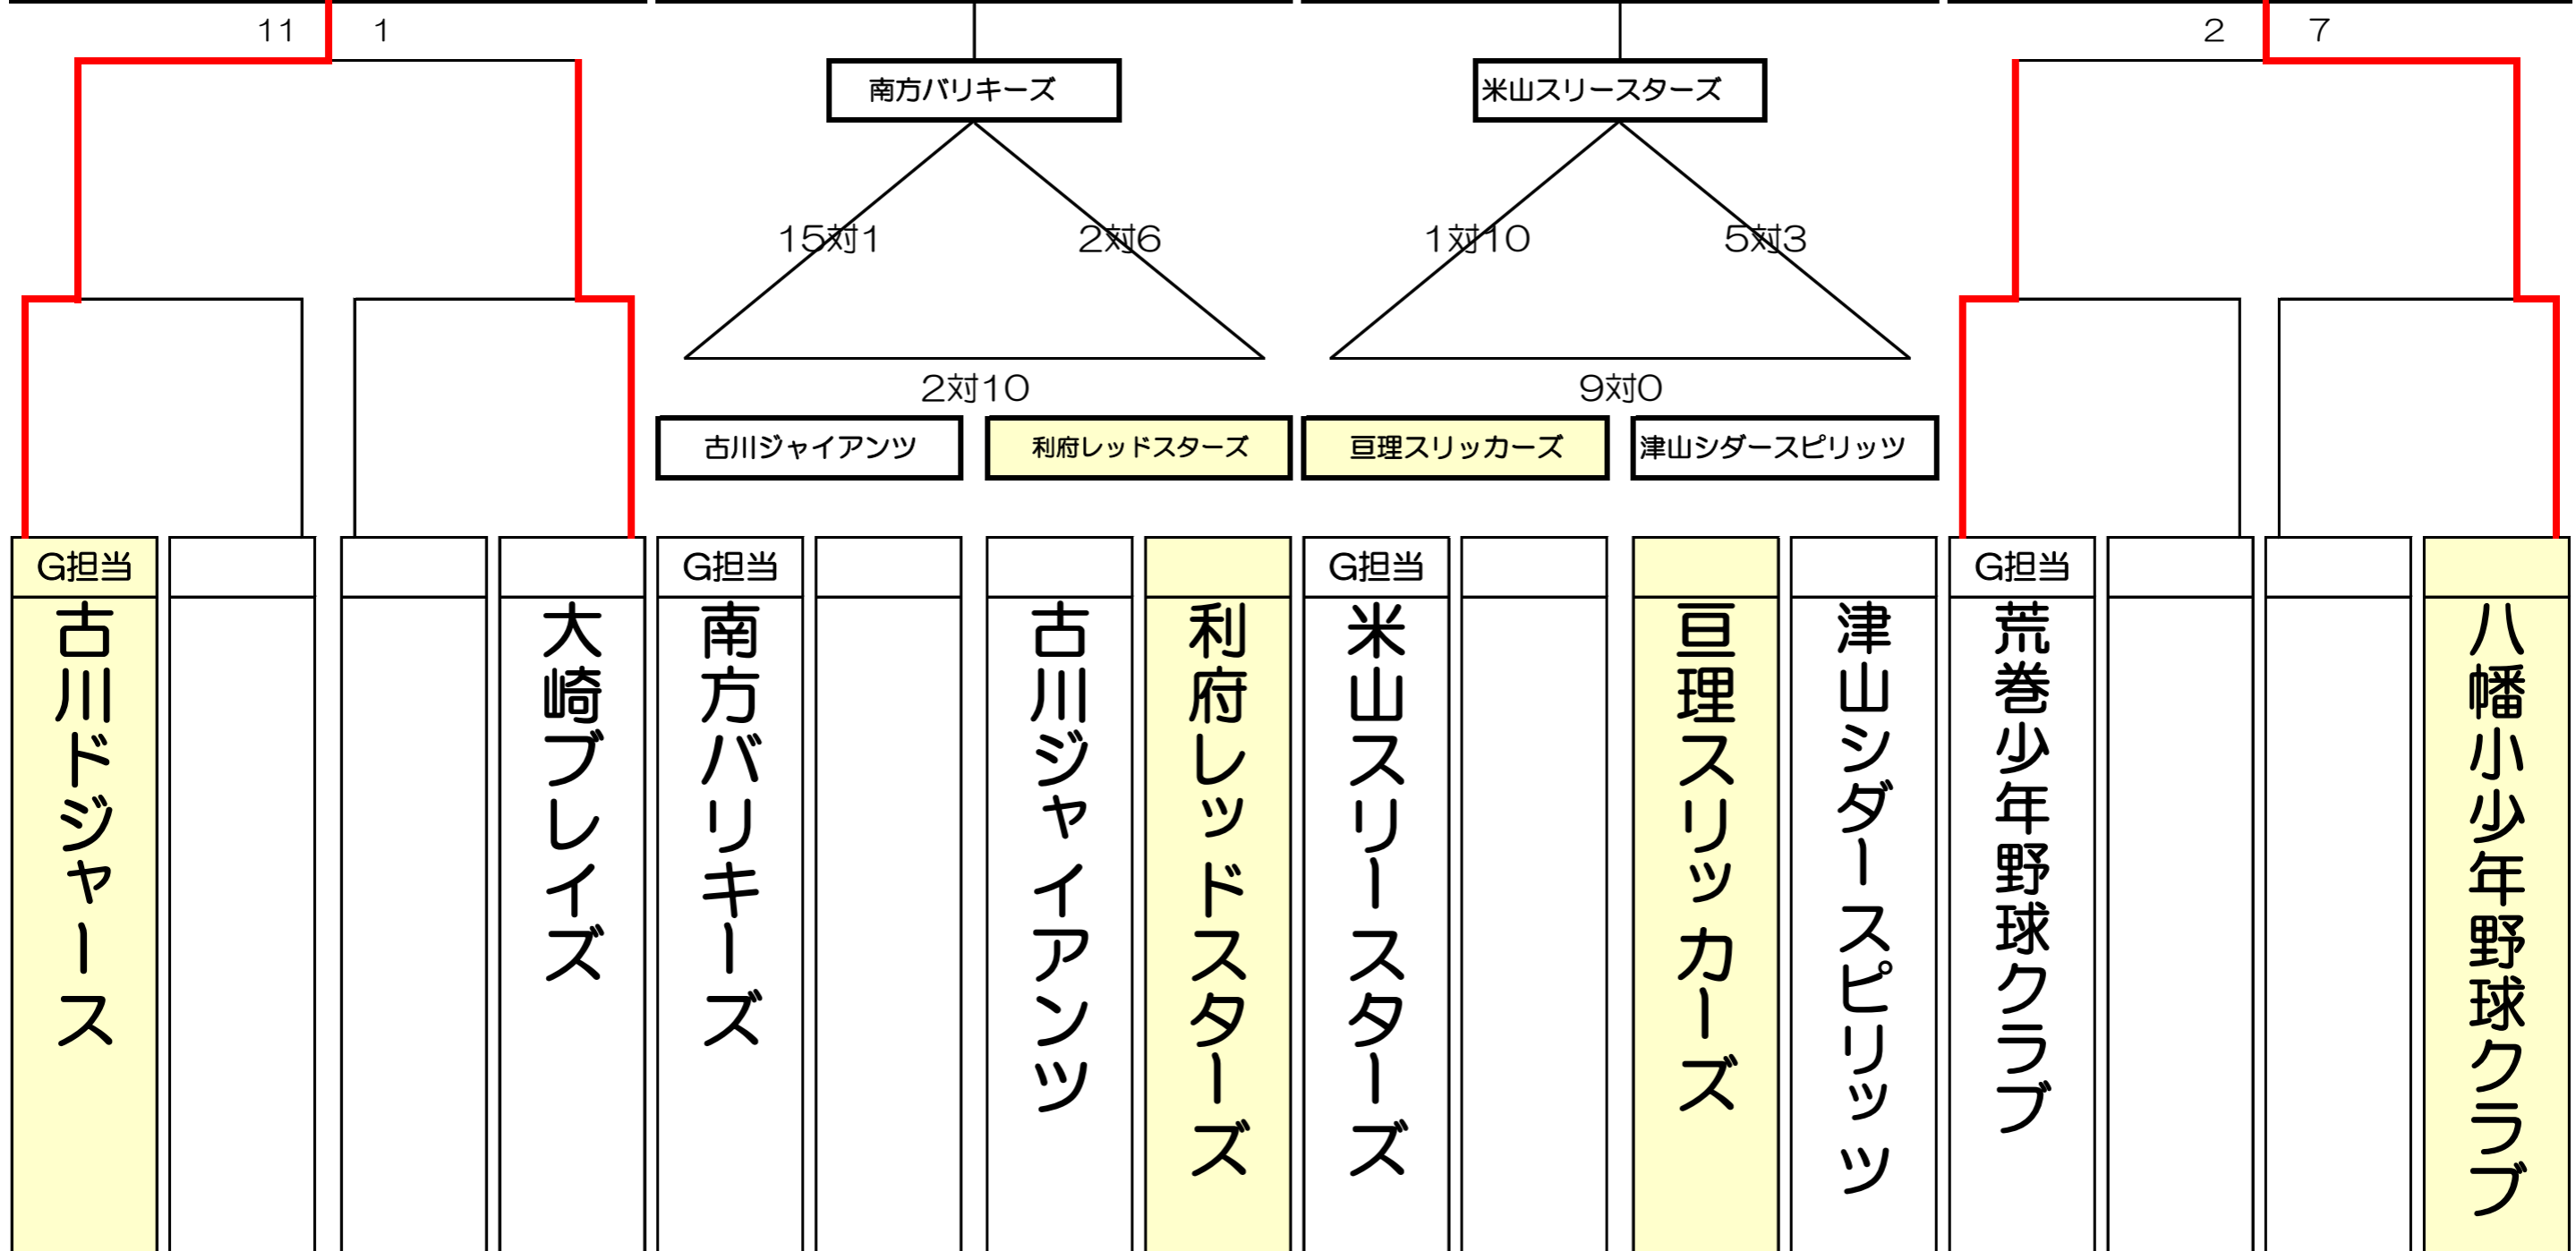 11 1
2 7
南方バリキーズ
米山スリースターズ
15対1
2対6
1対10
5対3
2対10
9対0
古川ジャイアンツ
利府レッドスターズ
亘理スリッカーズ
津山シダースピリッツ
G担当
G担当
G担当
G担当
古川ドジャース
大崎ブレイズ
南方バリキーズ
古川ジャイアンツ
利府レッドスターズ
米山スリースターズ
亘理スリッカーズ
津山シダースピリッツ
荒巻少年野球クラブ
八幡小少年野球クラブ